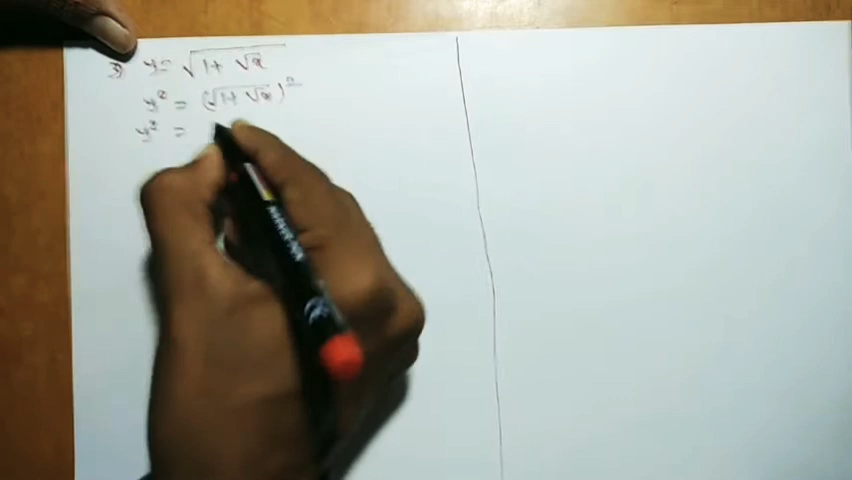 y = √1 + √x
y² = (√1 + √x)²
y² =